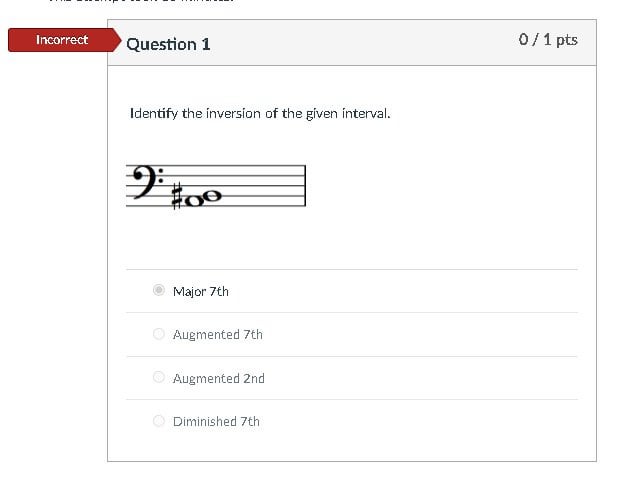 Incorrect
Question 1
0 / 1 pts
Identify the inversion of the given interval.
Major 7th
Augmented 7th
Augmented 2nd
Diminished 7th